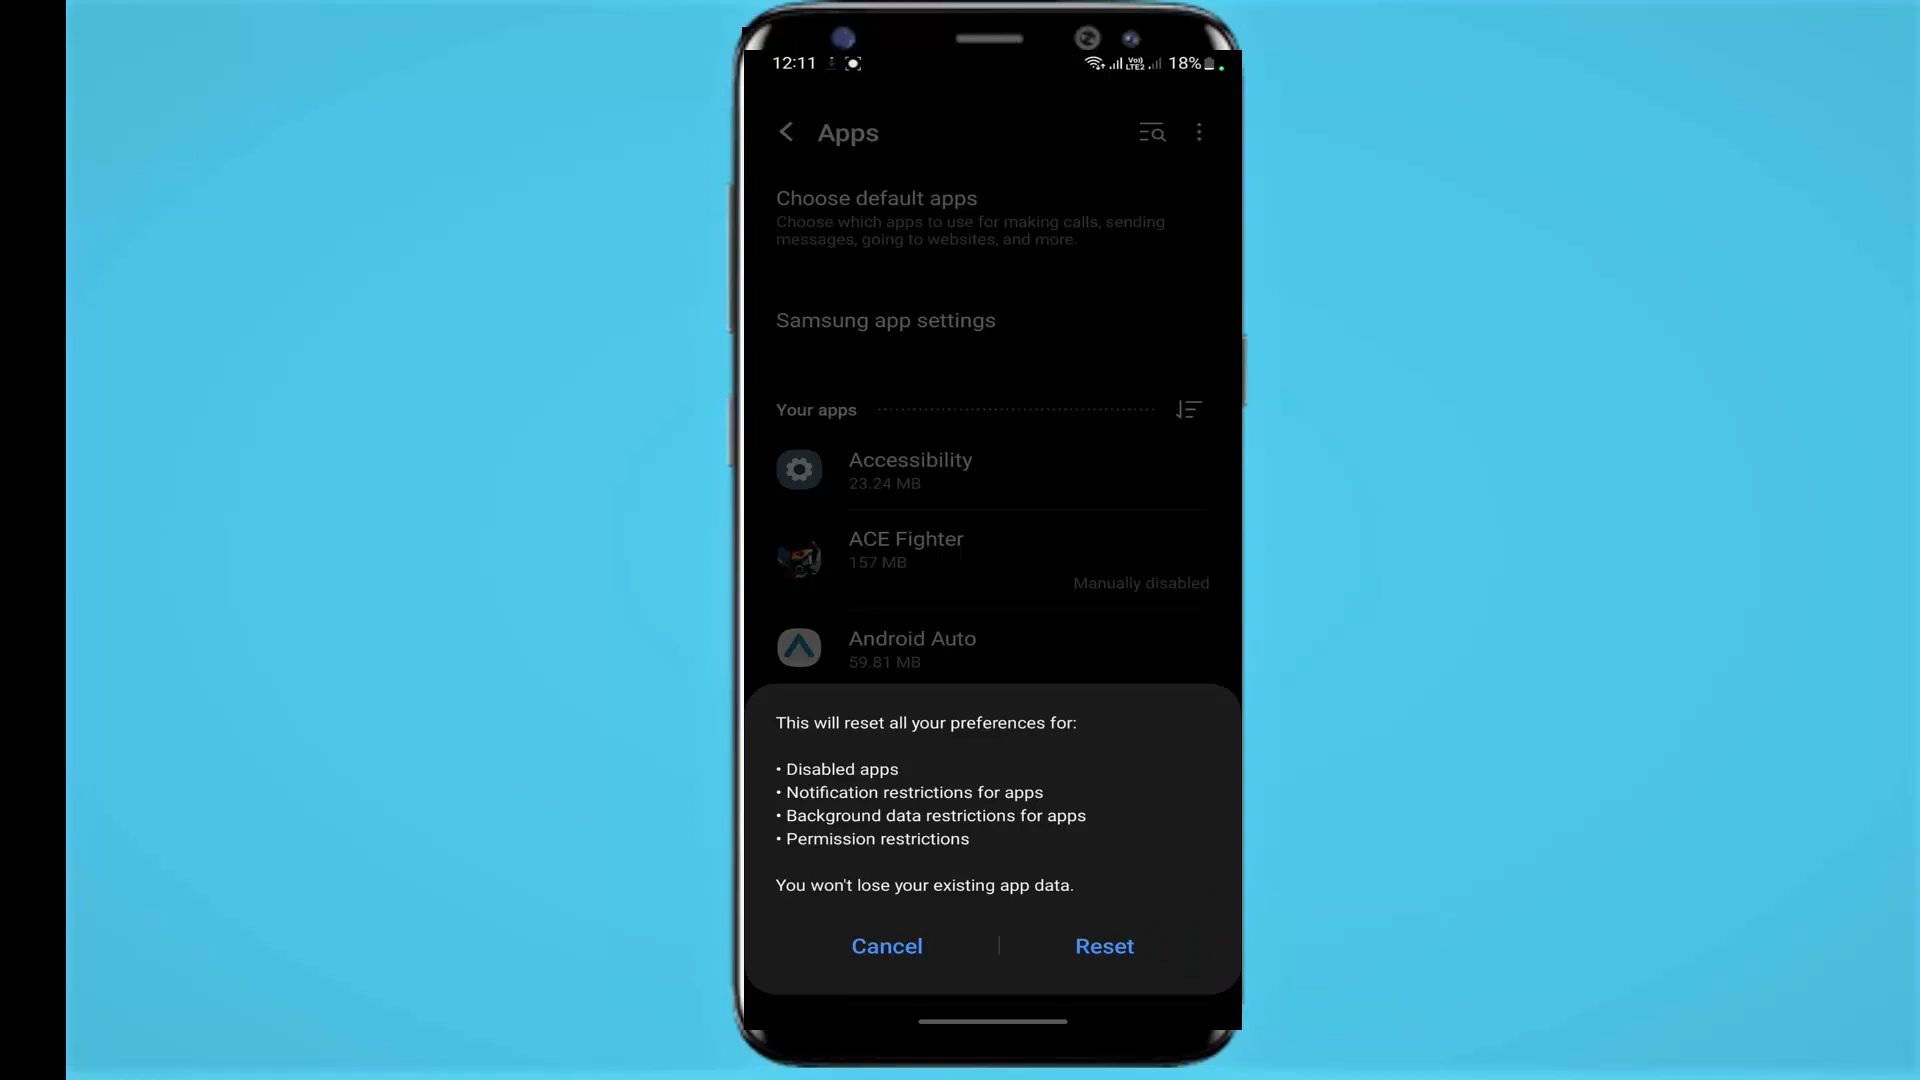 12:11
Vo)) LTE2 18%
Apps
Choose default apps
Choose which apps to use for making calls, sending
messages, going to websites, and more.
Samsung app settings
Your apps
Accessibility
23.24 MB
ACE Fighter
157 MB
Manually disabled
Android Auto
59.81 MB
This will reset all your preferences for:
• Disabled apps
• Notification restrictions for apps
• Background data restrictions for apps
• Permission restrictions
You won't lose your existing app data.
Cancel
Reset